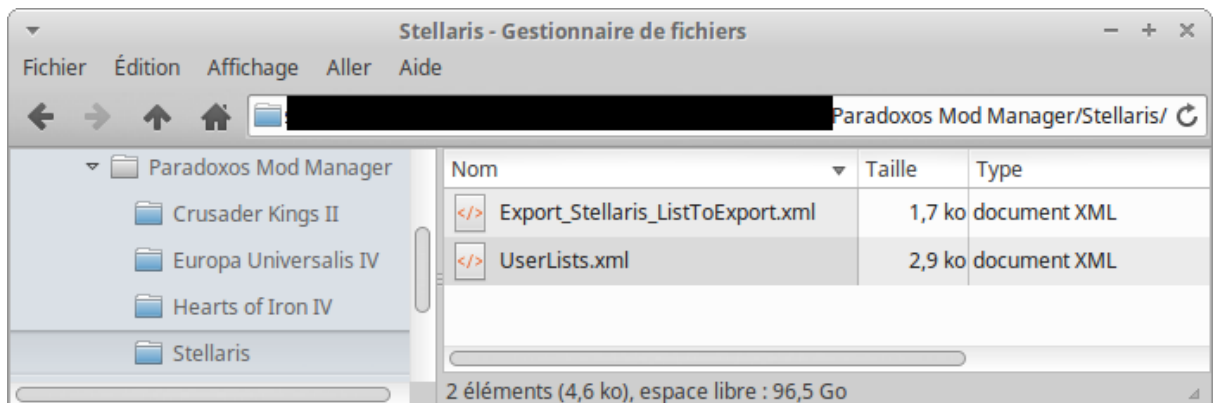 Stellaris - Gestionnaire de fichiers
Fichier Édition Affichage Aller Aide
Paradoxos Mod Manager/Stellaris/
Paradoxos Mod Manager
Crusader Kings II
Europa Universalis IV
Hearts of Iron IV
Stellaris
Nom Taille Type
Export_Stellaris_ListToExport.xml 1,7 ko document XML
UserLists.xml 2,9 ko document XML
2 éléments (4,6 ko), espace libre : 96,5 Go